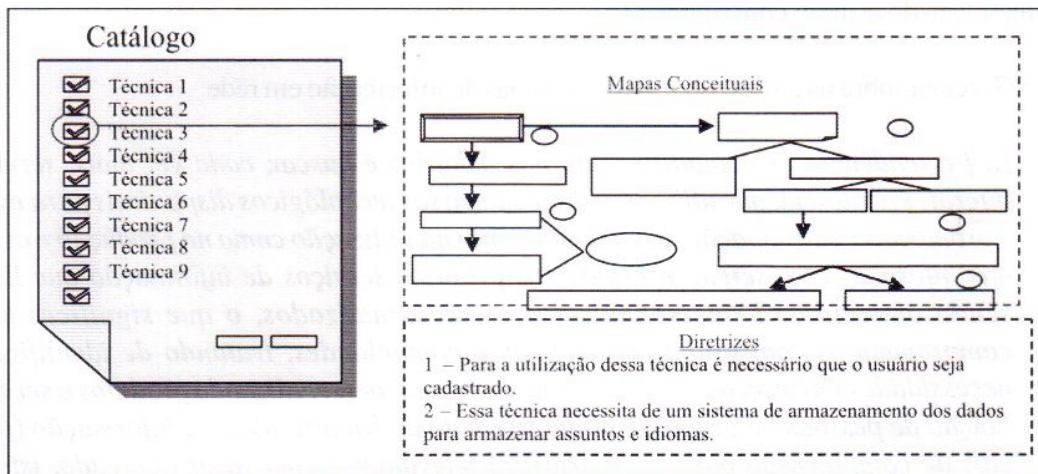 Catálogo
Técnica 1
Técnica 2
Técnica 3
Técnica 4
Técnica 5
Técnica 6
Técnica 7
Técnica 8
Técnica 9
Mapas Conceituais
Diretrizes
1 – Para a utilização dessa técnica é necessário que o usuário seja
cadastrado.
2 – Essa técnica necessita de um sistema de armazenamento dos dados
para armazenar assuntos e idiomas.